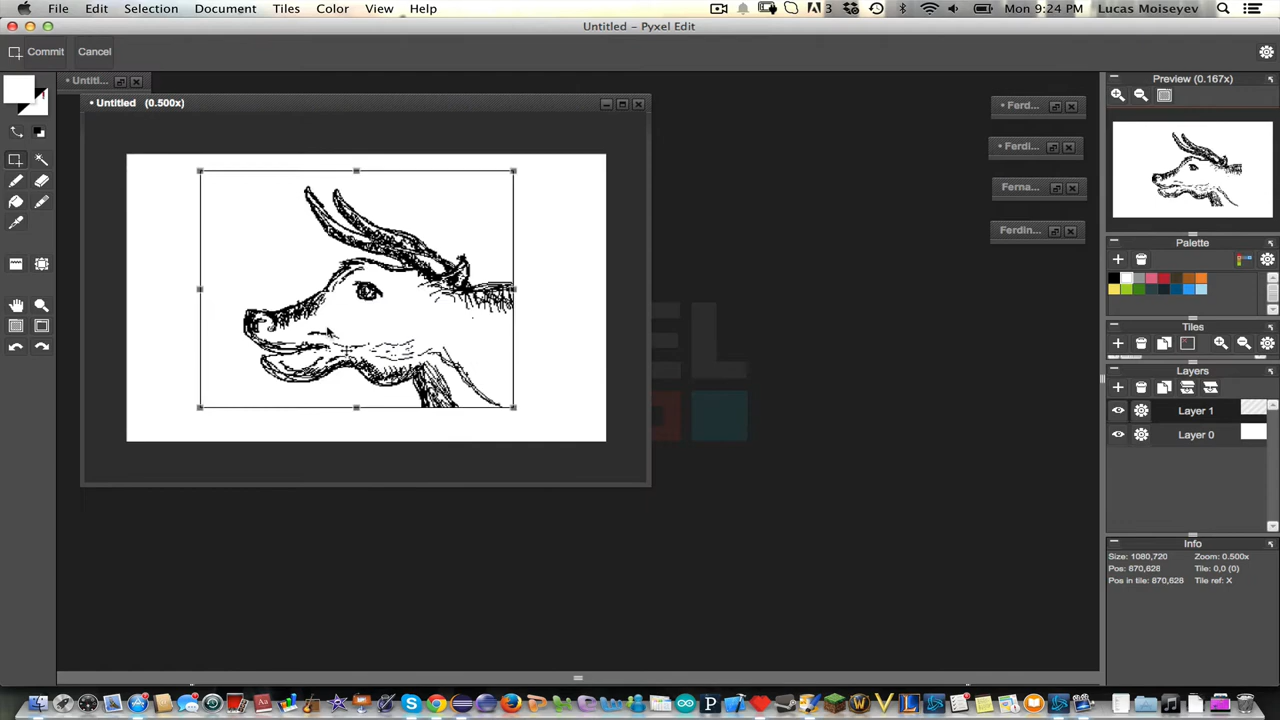 File Edit Selection Document Tiles Color View Help 3 Mon 9:24 PM Lucas Moiseyev
Untitled – Pyxel Edit
Commit Cancel
• Untitl...
• Untitled (0.500x)
• Ferd...
• Ferdi...
Ferna...
Ferdin...
EL
Preview (0.167x)
Palette
Tiles
Layers
Layer 1
Layer 0
Info
Size: 1080,720 Zoom: 0.500x
Pos: 870,628 Tile: 0,0 (0)
Pos in tile: 870,628 Tile ref: X